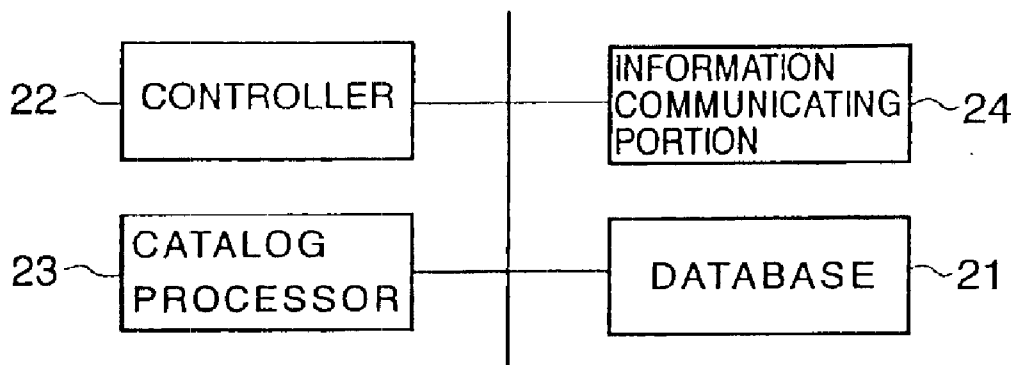 22
CONTROLLER
INFORMATION
COMMUNICATING
PORTION
24
23
CATALOG
PROCESSOR
DATABASE
21